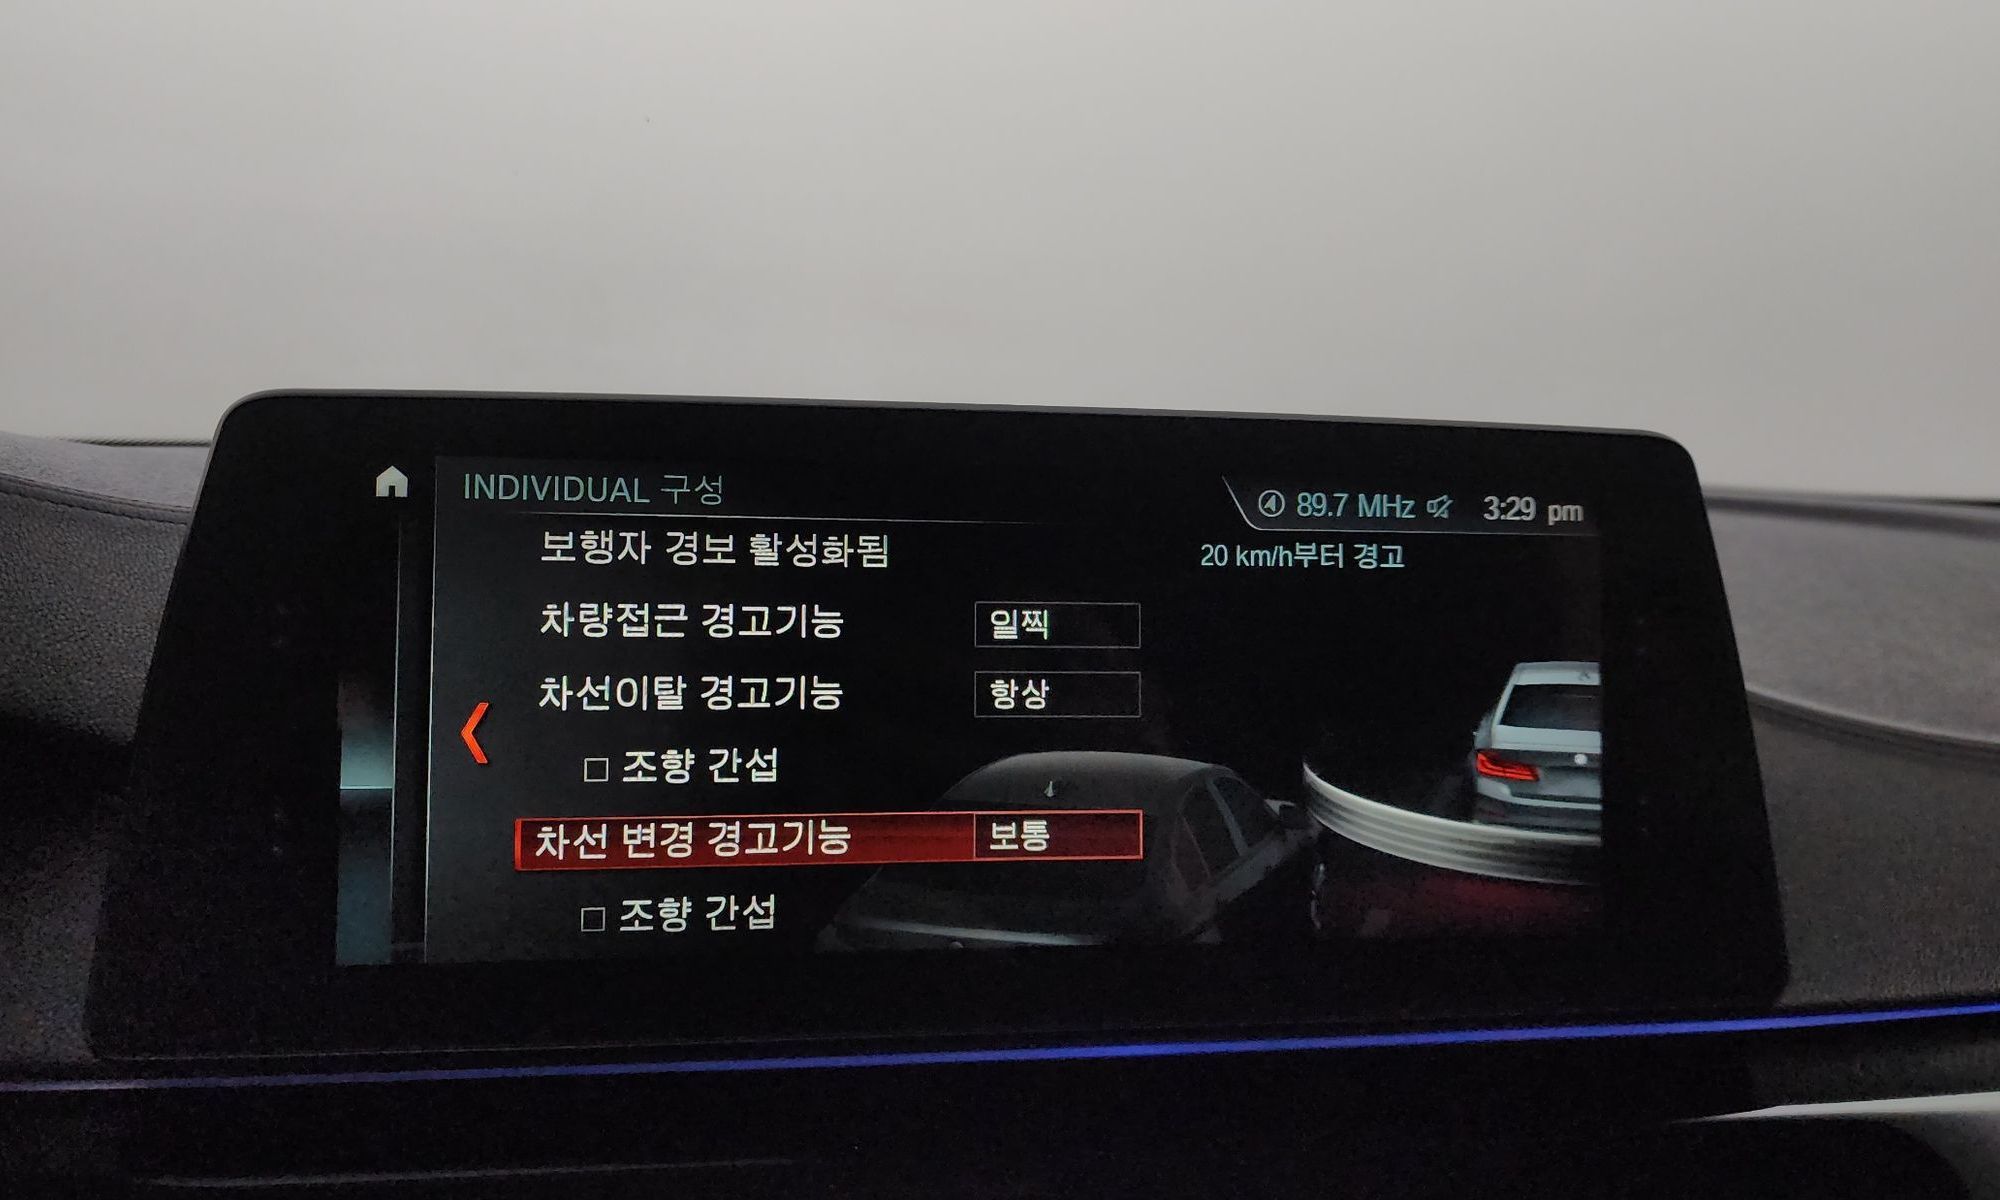 INDIVIDUAL 구성
89.7 MHz 3:29 pm
보행자 경보 활성화됨
20 km/h부터 경고
차량접근 경고기능 일찍
차선이탈 경고기능 항상
□ 조향 간섭
차선 변경 경고기능 보통
□ 조향 간섭